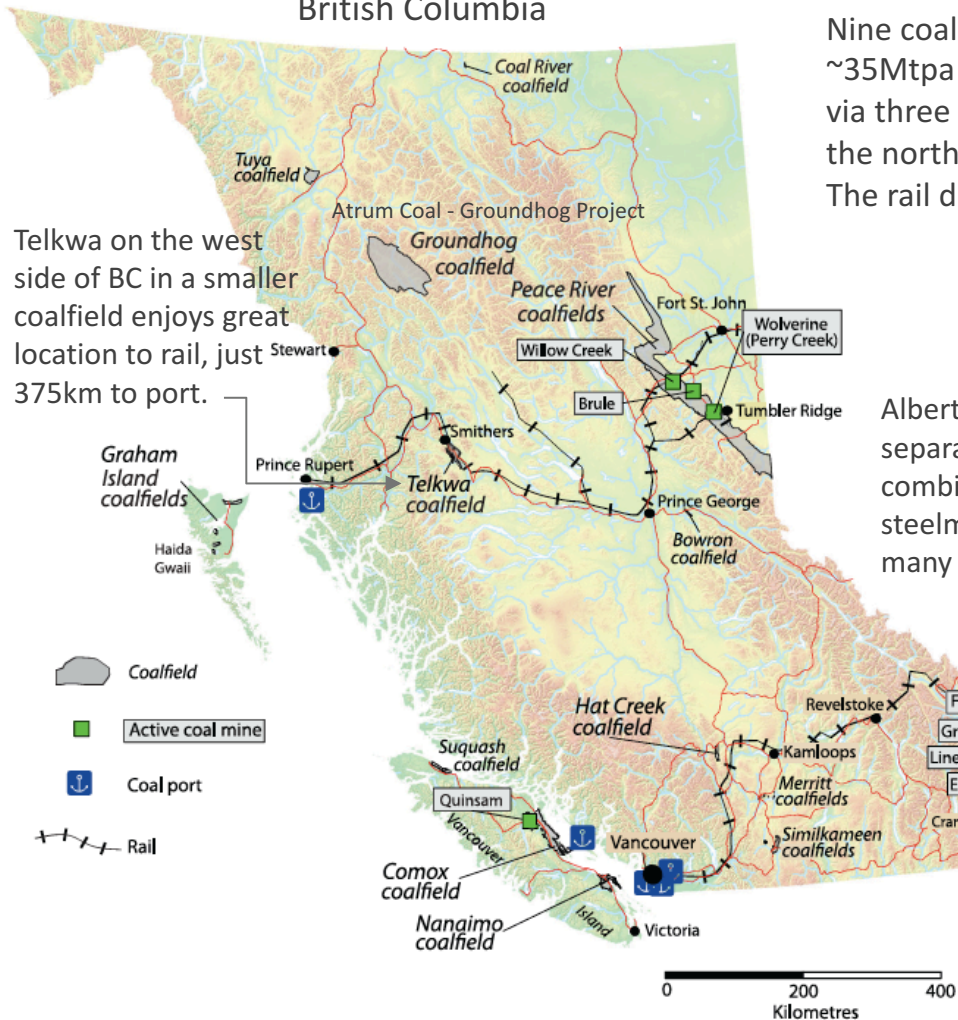 British Columbia
Nine coal
~35Mtpa
via three
the north
The rail d
Coal River
coalfield
Tuya
coalfield
Atrum Coal - Groundhog Project
Groundhog
coalfield
Telkwa on the west
side of BC in a smaller
coalfield enjoys great
location to rail, just
375km to port.
Peace River
coalfields
Fort St. John
Wolverine
(Perry Creek)
Stewart
Willow Creek
Brule
Tumbler Ridge
Albert
separa
combi
steelm
many
Smithers
Graham
Island
coalfields
Prince Rupert
Telkwa
coalfield
Prince George
Bowron
coalfield
Haida
Gwaii
Coalfield
Active coal mine
Coal port
Rail
Hat Creek
coalfield
Revelstoke
F
Gr
Line
E
Cran
Kamloops
Merritt
coalfields
Similkameen
coalfields
Suquash
coalfield
Quinsam
Vancouver
Island
Vancouver
Comox
coalfield
Nanaimo
coalfield
Victoria
0 200 400
Kilometres